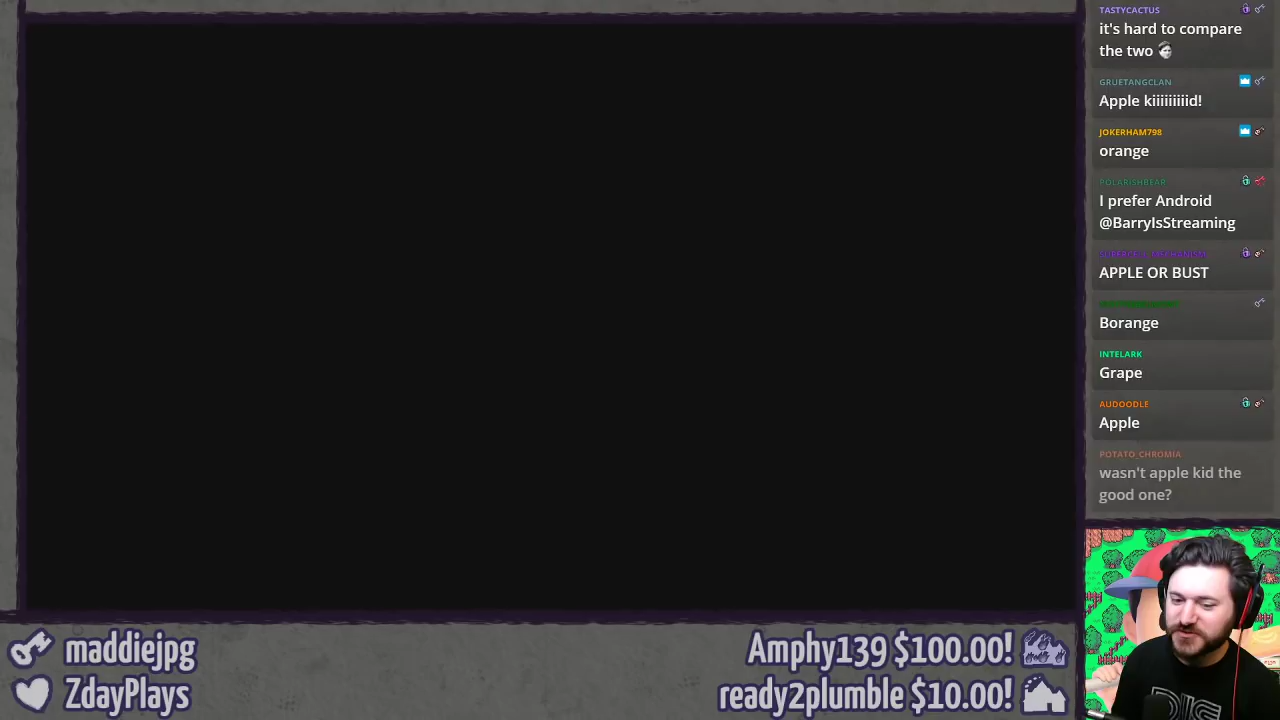 TASTYCACTUS
it's hard to compare
the two
GRUETANGCLAN
Apple kiiiiiiiid!
JOKERHAM798
orange
POLARISHBEAR
I prefer Android
@BarryIsStreaming
APPLE OR BUST
Borange
INTELARK
Grape
AUDOODLE
Apple
POTATO_CHROMIA
wasn't apple kid the
good one?
maddiejpg
Amphy139 $100.00!
ZdayPlays
ready2plumble $10.00!